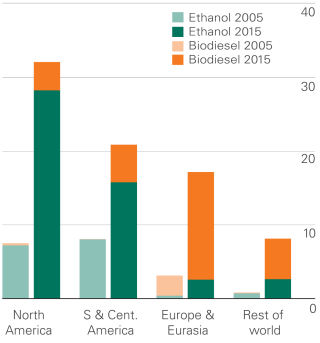 40
Ethanol 2005
Ethanol 2015
Biodiesel 2005
Biodiesel 2015
30
20
10
0
North America
S & Cent. America
Europe & Eurasia
Rest of world